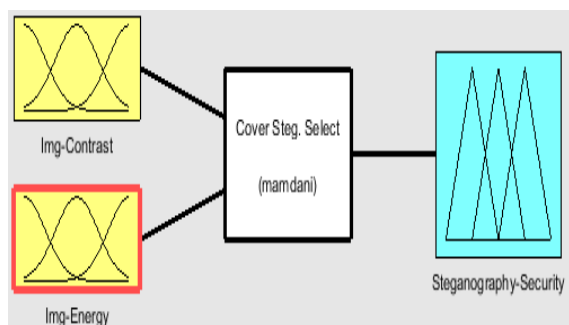 Img-Contrast
Cover Steg. Select
(mamdani)
Img-Energy
Steganography-Security